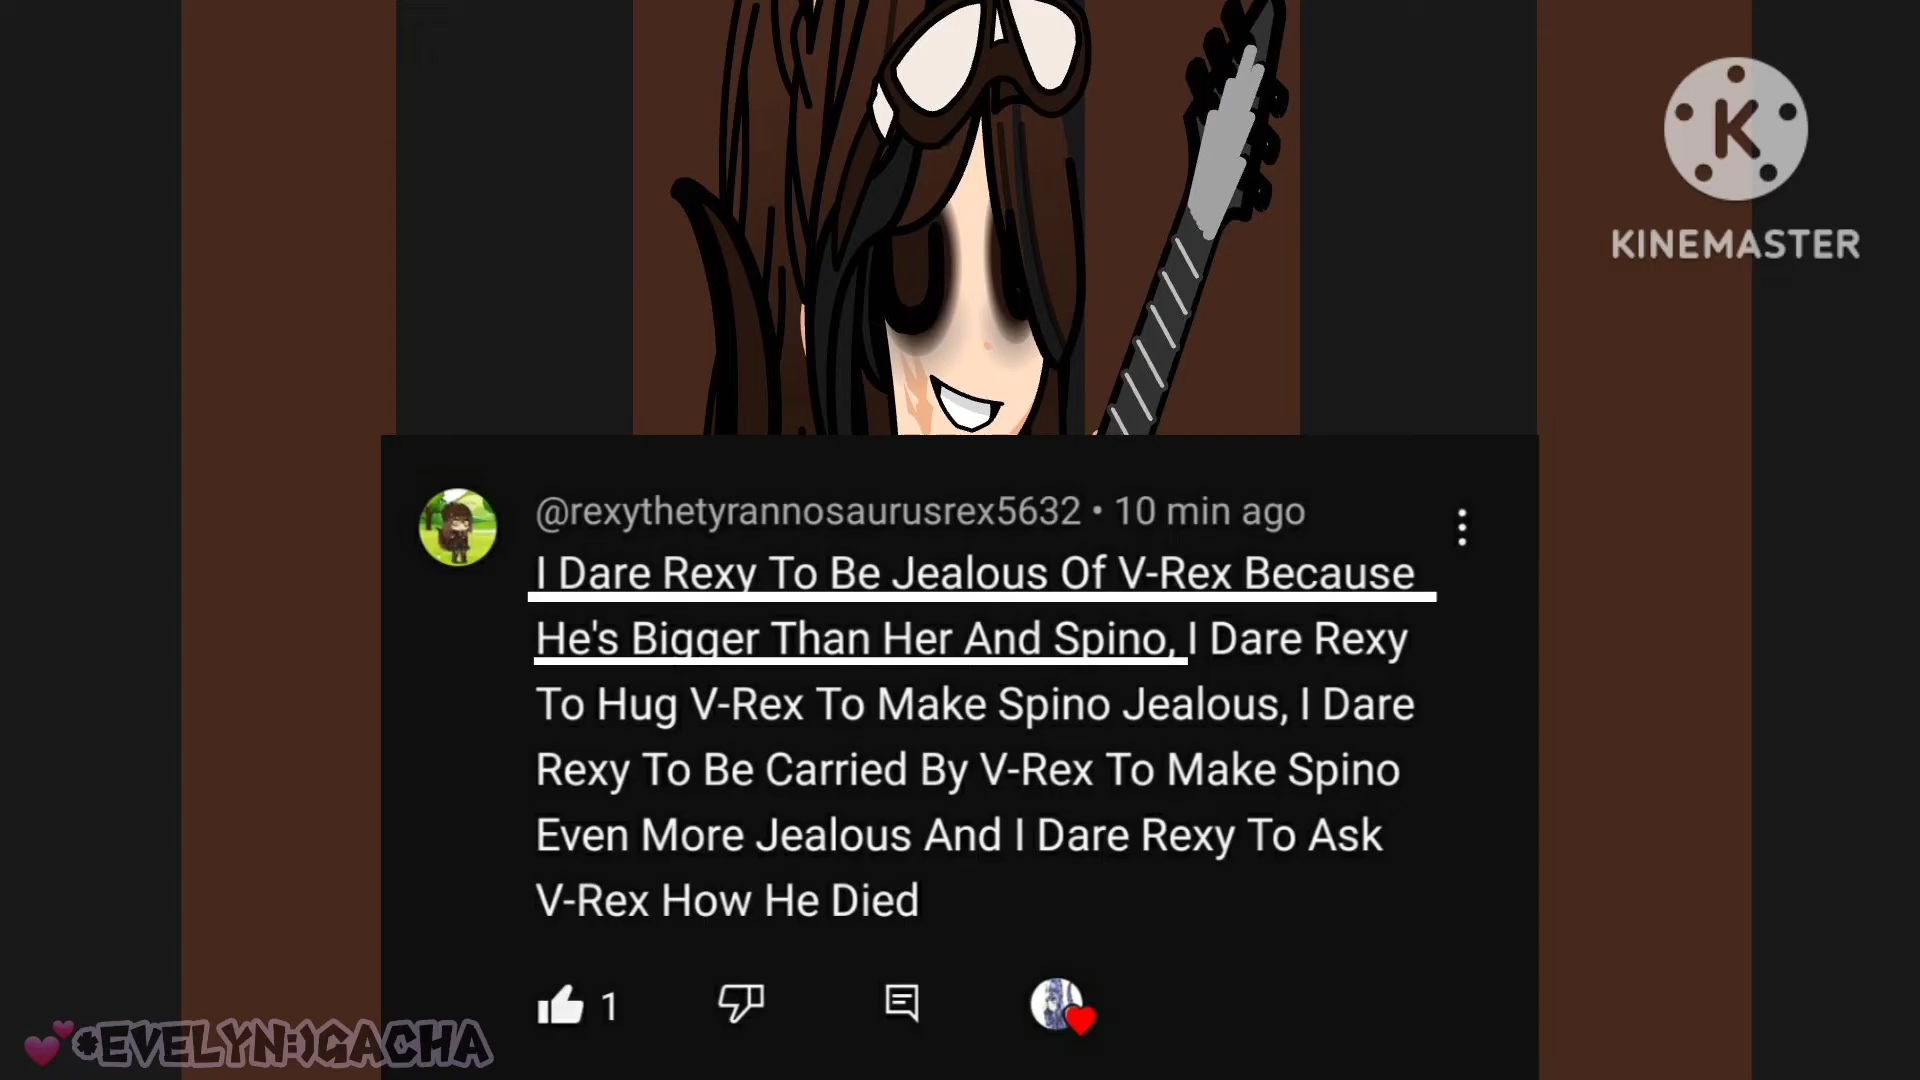 K
KINEMASTER
@rexythetyrannosaurusrex5632 • 10 min ago
I Dare Rexy To Be Jealous Of V-Rex Because
He's Bigger Than Her And Spino, I Dare Rexy
To Hug V-Rex To Make Spino Jealous, I Dare
Rexy To Be Carried By V-Rex To Make Spino
Even More Jealous And I Dare Rexy To Ask
V-Rex How He Died
1
💕*EVELYN:)GACHA